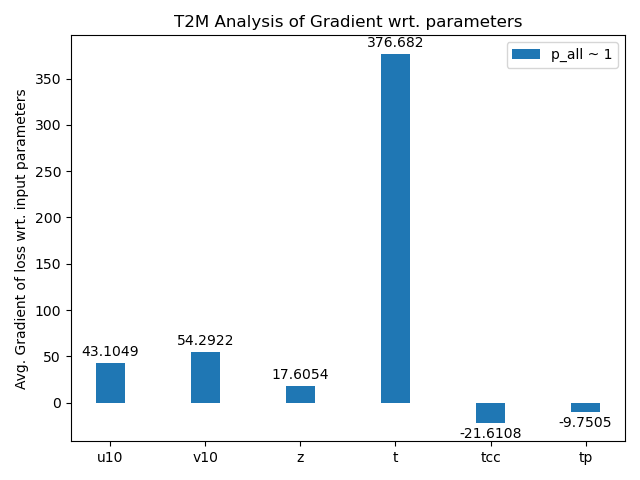 T2M Analysis of Gradient wrt. parameters
376.682
p_all ~ 1
350
300
250
200
150
100
50
0
Avg. Gradient of loss wrt. input parameters
43.1049
54.2922
17.6054
-21.6108
-9.7505
u10
v10
z
t
tcc
tp